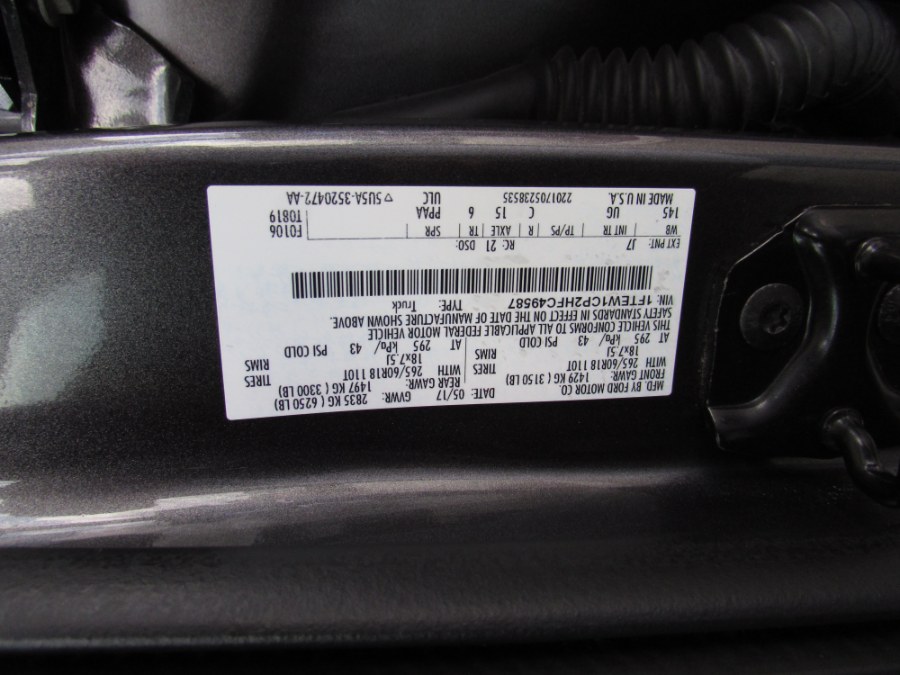 MFD BY FORD MOTOR CO.
DATE: 05/17 GVWR: 2835 KG ( 6250 LB)
FRONT GAWR: 1429 KG ( 3150 LB) REAR GAWR: 1497 KG ( 3300 LB)
WITH 265/60R18 110T TIRES WITH 265/60R18 110T TIRES
18x7.5J RIMS 18x7.5J RIMS
AT 295 kPa/ 43 PSI COLD AT 295 kPa/ 43 PSI COLD
THIS VEHICLE CONFORMS TO ALL APPLICABLE FEDERAL MOTOR VEHICLE
SAFETY STANDARDS IN EFFECT ON THE DATE OF MANUFACTURE SHOWN ABOVE.
VIN: 1FTEW1CP2HFC49587 TYPE: Truck
EXT PNT: J7 RC: 21 DSO:
WB INT TR TP/PS R AXLE TR SPR F0106
145 UG C 15 6 PPAA T0819
MADE IN U.S.A. 2201705238535 ULC ▽ 5U5A-3520472-AA